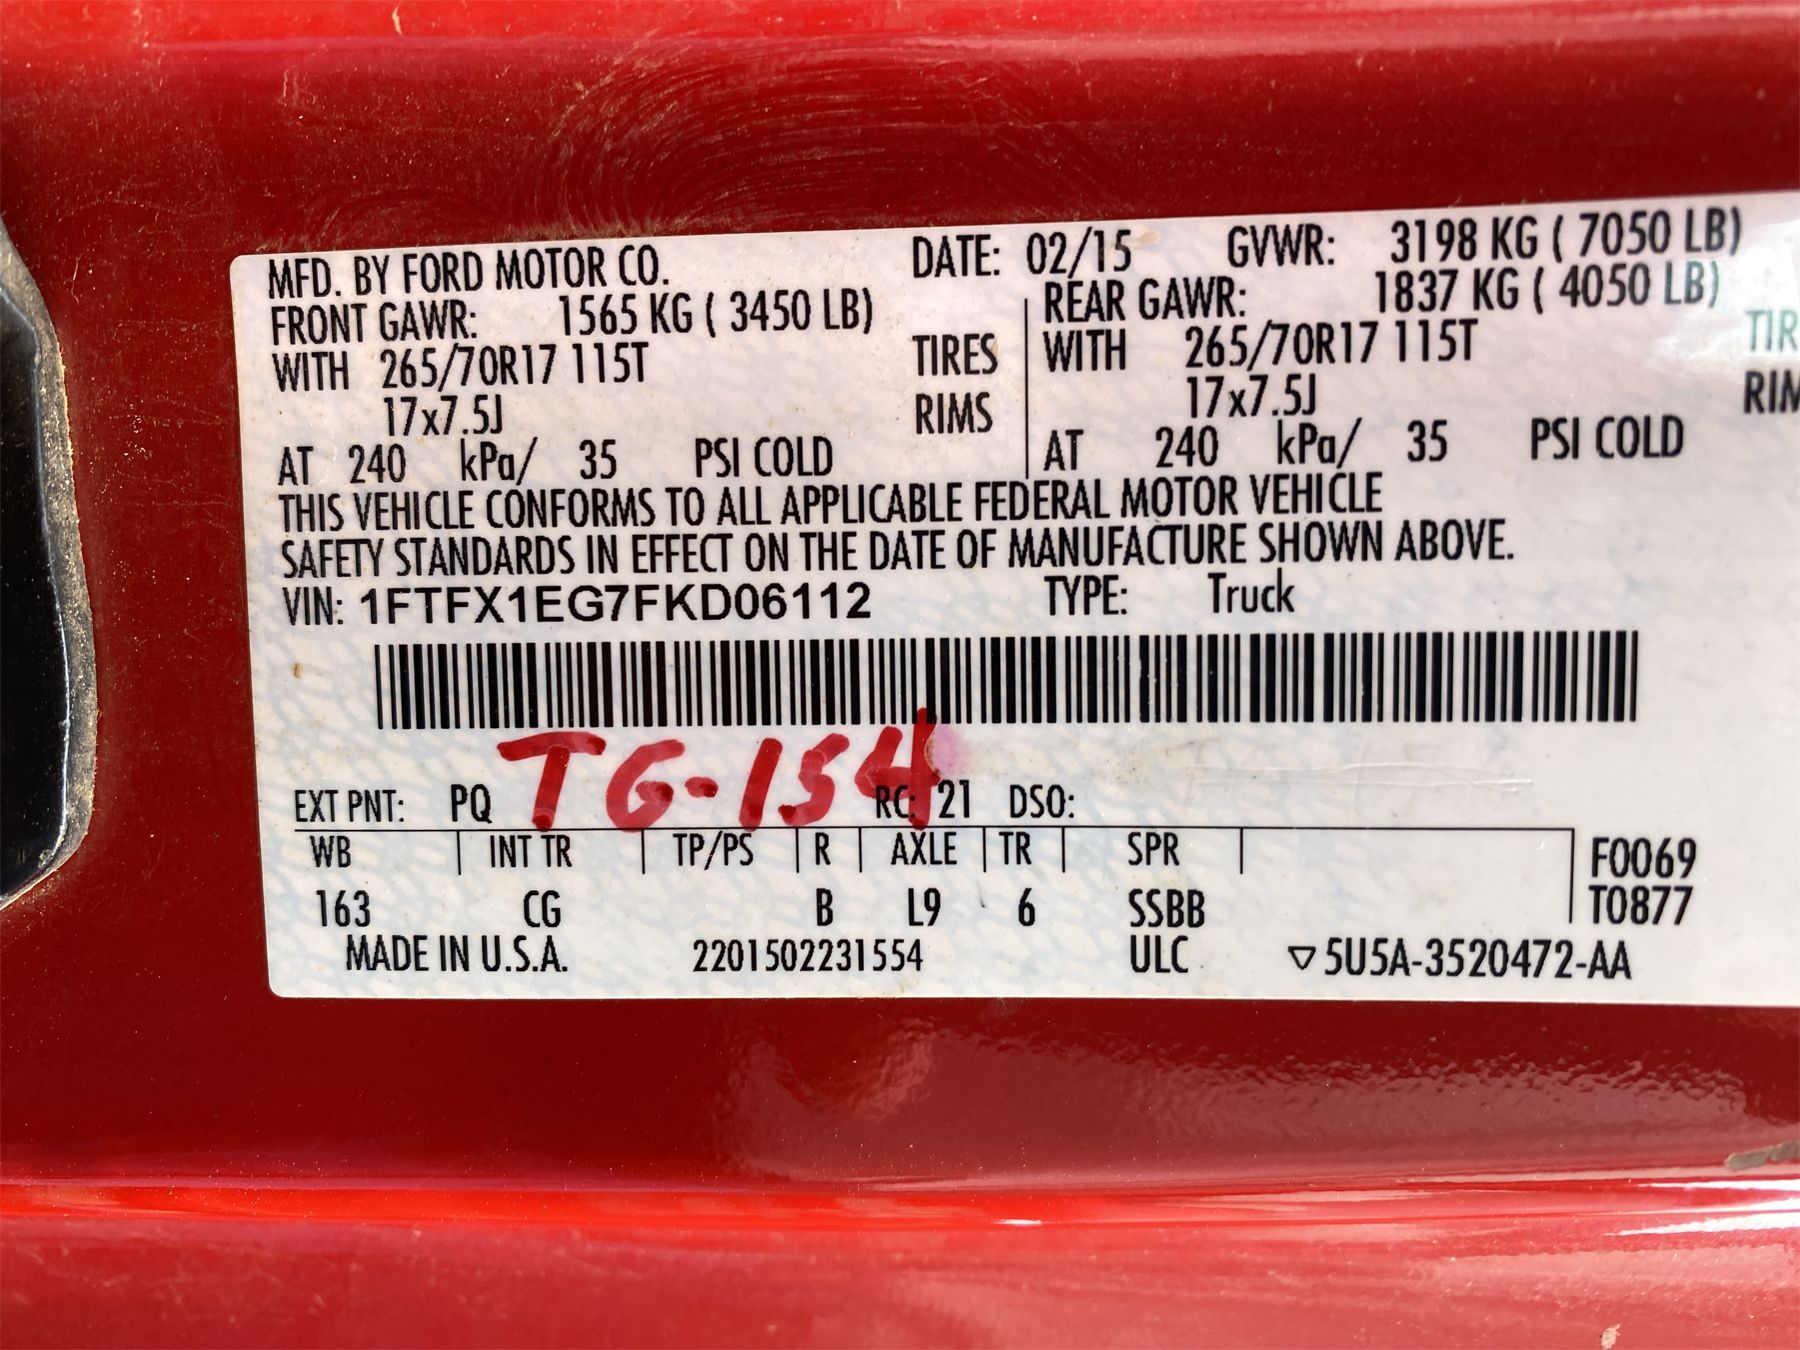 MFD. BY FORD MOTOR CO. DATE: 02/15 GVWR: 3198 KG ( 7050 LB)
FRONT GAWR: 1565 KG ( 3450 LB) REAR GAWR: 1837 KG ( 4050 LB)
WITH 265/70R17 115T TIRES WITH 265/70R17 115T TIR
17x7.5J RIMS 17x7.5J RIM
AT 240 kPa/ 35 PSI COLD AT 240 kPa/ 35 PSI COLD
THIS VEHICLE CONFORMS TO ALL APPLICABLE FEDERAL MOTOR VEHICLE
SAFETY STANDARDS IN EFFECT ON THE DATE OF MANUFACTURE SHOWN ABOVE.
VIN: 1FTFX1EG7FKD06112 TYPE: Truck
TG-154
EXT PNT: PQ RC: 21 DSO:
WB INT TR TP/PS R AXLE TR SPR F0069
163 CG B L9 6 SSBB T0877
MADE IN U.S.A. 2201502231554 ULC ▽5U5A-3520472-AA